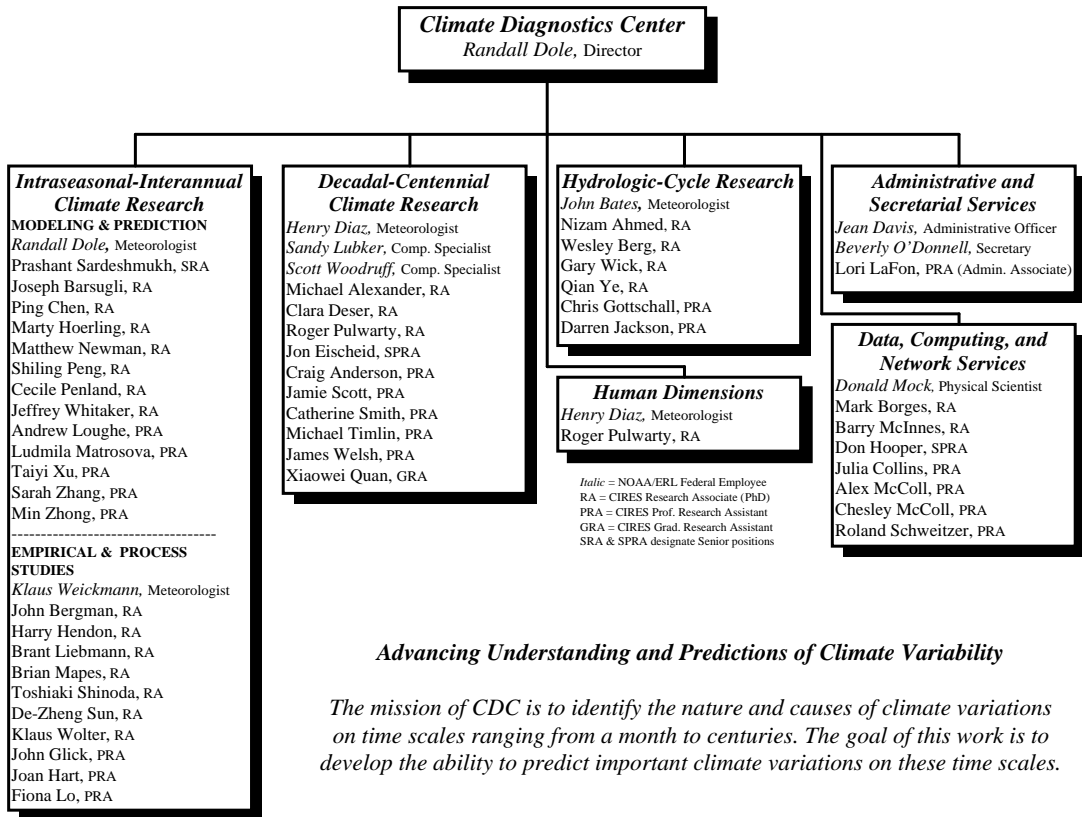 Climate Diagnostics Center
Randall Dole, Director
Intraseasonal-Interannual
Climate Research
MODELING & PREDICTION
Randall Dole, Meteorologist
Prashant Sardeshmukh, SRA
Joseph Barsugli, RA
Ping Chen, RA
Marty Hoerling, RA
Matthew Newman, RA
Shiling Peng, RA
Cecile Penland, RA
Jeffrey Whitaker, RA
Andrew Loughe, PRA
Ludmila Matrosova, PRA
Taiyi Xu, PRA
Sarah Zhang, PRA
Min Zhong, PRA
----------------------------------
EMPIRICAL & PROCESS
STUDIES
Klaus Weickmann, Meteorologist
John Bergman, RA
Harry Hendon, RA
Brant Liebmann, RA
Brian Mapes, RA
Toshiaki Shinoda, RA
De-Zheng Sun, RA
Klaus Wolter, RA
John Glick, PRA
Joan Hart, PRA
Fiona Lo, PRA
Decadal-Centennial
Climate Research
Henry Diaz, Meteorologist
Sandy Lubker, Comp. Specialist
Scott Woodruff, Comp. Specialist
Michael Alexander, RA
Clara Deser, RA
Roger Pulwarty, RA
Jon Eischeid, SPRA
Craig Anderson, PRA
Jamie Scott, PRA
Catherine Smith, PRA
Michael Timlin, PRA
James Welsh, PRA
Xiaowei Quan, GRA
Hydrologic-Cycle Research
John Bates, Meteorologist
Nizam Ahmed, RA
Wesley Berg, RA
Gary Wick, RA
Qian Ye, RA
Chris Gottschall, PRA
Darren Jackson, PRA
Human Dimensions
Henry Diaz, Meteorologist
Roger Pulwarty, RA
Italic = NOAA/ERL Federal Employee
RA = CIRES Research Associate (PhD)
PRA = CIRES Prof. Research Assistant
GRA = CIRES Grad. Research Assistant
SRA & SPRA designate Senior positions
Administrative and
Secretarial Services
Jean Davis, Administrative Officer
Beverly O'Donnell, Secretary
Lori LaFon, PRA (Admin. Associate)
Data, Computing, and
Network Services
Donald Mock, Physical Scientist
Mark Borges, RA
Barry McInnes, RA
Don Hooper, SPRA
Julia Collins, PRA
Alex McColl, PRA
Chesley McColl, PRA
Roland Schweitzer, PRA
Advancing Understanding and Predictions of Climate Variability
The mission of CDC is to identify the nature and causes of climate variations
on time scales ranging from a month to centuries. The goal of this work is to
develop the ability to predict important climate variations on these time scales.